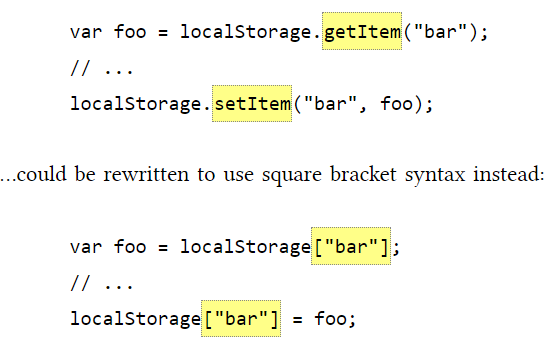 var foo = localStorage.getItem("bar");
// ...
localStorage.setItem("bar", foo);
…could be rewritten to use square bracket syntax instead:
var foo = localStorage["bar"];
// ...
localStorage["bar"] = foo;